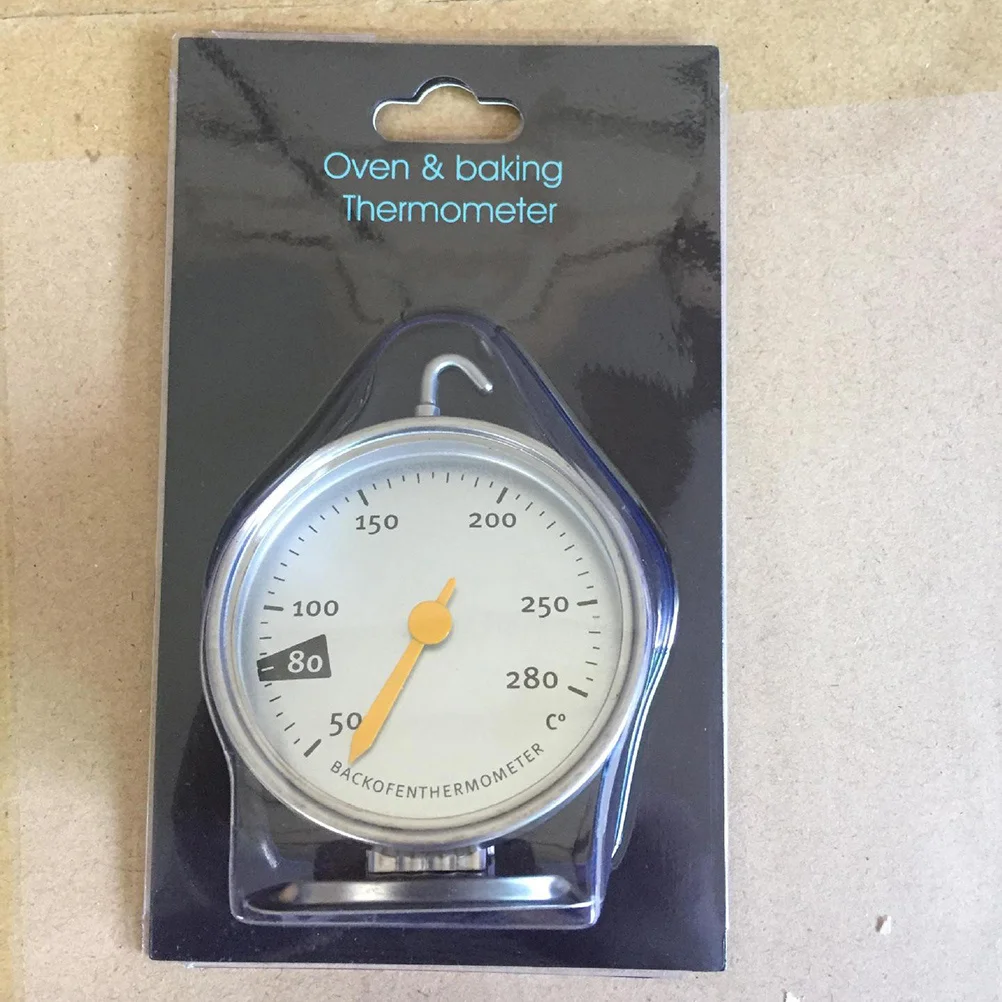 Oven & baking
Thermometer
150
200
100
250
80
280
50
C°
BACKOFENTHERMOMETER